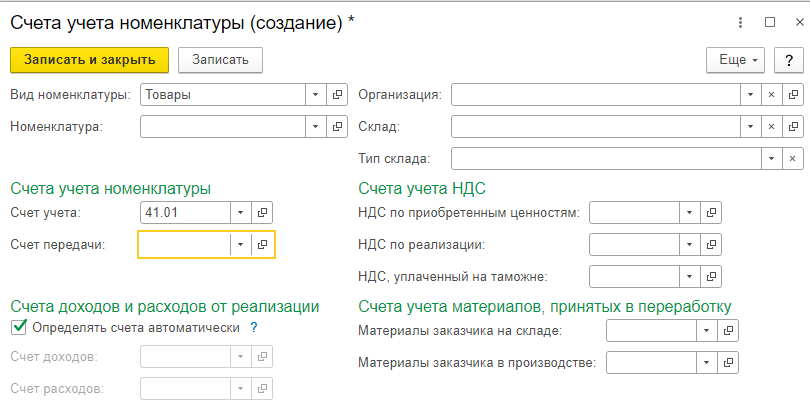 Счета учета номенклатуры (создание) *
Записать и закрыть
Записать
Еще
?
Вид номенклатуры: Товары
Организация:
Номенклатура:
Склад:
Тип склада:
Счета учета номенклатуры
Счета учета НДС
Счет учета: 41.01
НДС по приобретенным ценностям:
Счет передачи:
НДС по реализации:
НДС, уплаченный на таможне:
Счета доходов и расходов от реализации
Счета учета материалов, принятых в переработку
Определять счета автоматически ?
Материалы заказчика на складе:
Счет доходов:
Материалы заказчика в производстве:
Счет расходов: